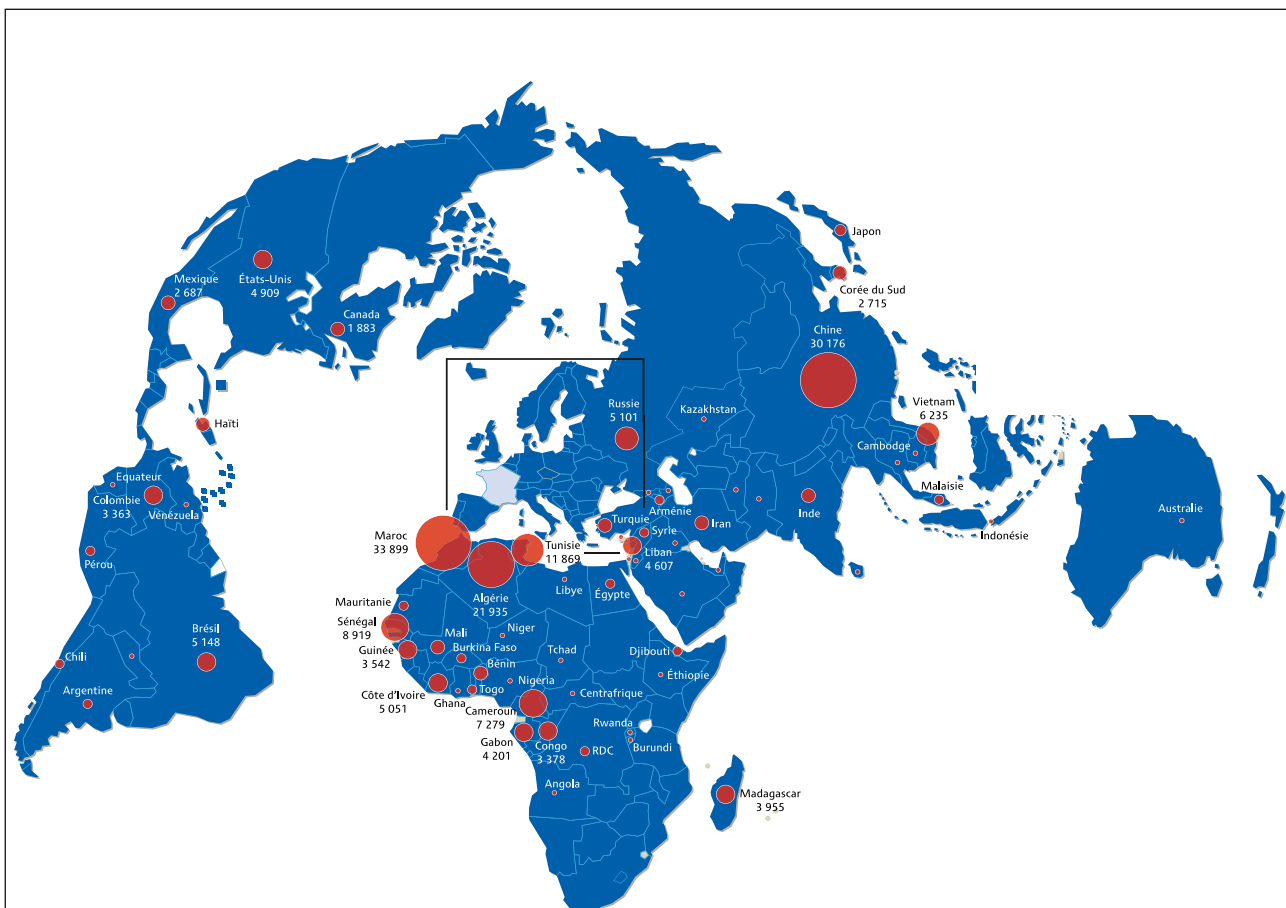 Japon
Mexique
2 687
États-Unis
4 909
Corée du Sud
2 715
Canada
1 883
Chine
30 176
Russie
5 101
Kazakhstan
Vietnam
6 235
Haïti
Cambodge
Equateur
Colombie
3 363
Vénézuela
Malaisie
Arménie
Inde
Australie
Turquie
Iran
Syrie
Indonésie
Maroc
33 899
Tunisie
11 869
Liban
4 607
Pérou
Algérie
21 935
Libye
Égypte
Mauritanie
Sénégal
8 919
Brésil
5 148
Niger
Mali
Guinée
3 542
Burkina Faso
Tchad
Djibouti
Chili
Bénin
Éthiopie
Nigeria
Argentine
Côte d'Ivoire
5 051
Togo
Ghana
Centrafrique
Cameroun
7 279
Rwanda
Gabon
4 201
Congo
3 378
RDC
Burundi
Angola
Madagascar
3 955